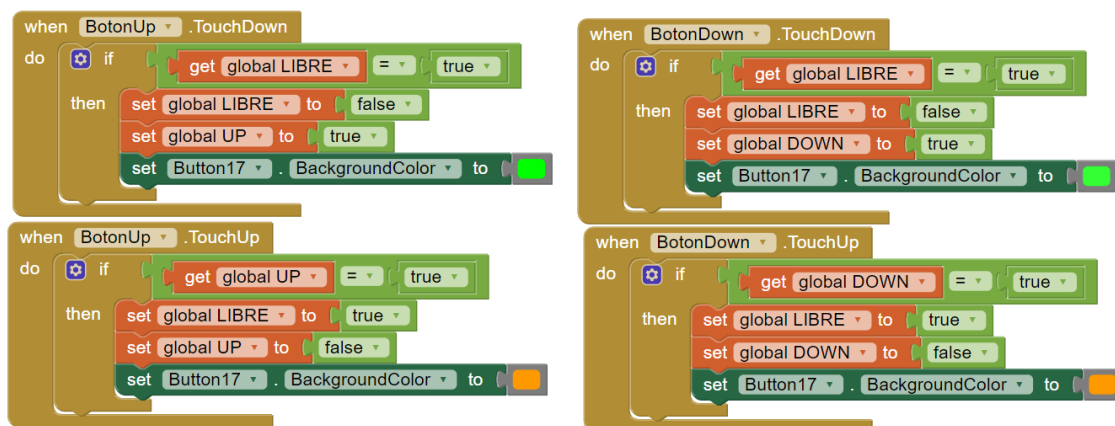 when BotonUp .TouchDown
do if get global LIBRE = true
then set global LIBRE to false
set global UP to true
set Button17 . BackgroundColor to
when BotonUp .TouchUp
do if get global UP = true
then set global LIBRE to true
set global UP to false
set Button17 . BackgroundColor to
when BotonDown .TouchDown
do if get global LIBRE = true
then set global LIBRE to false
set global DOWN to true
set Button17 . BackgroundColor to
when BotonDown .TouchUp
do if get global DOWN = true
then set global LIBRE to true
set global DOWN to false
set Button17 . BackgroundColor to